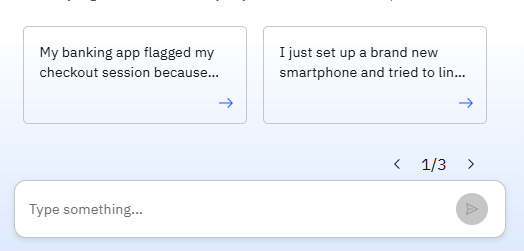 My banking app flagged my
checkout session because...
I just set up a brand new
smartphone and tried to lin...
1/3
Type something...